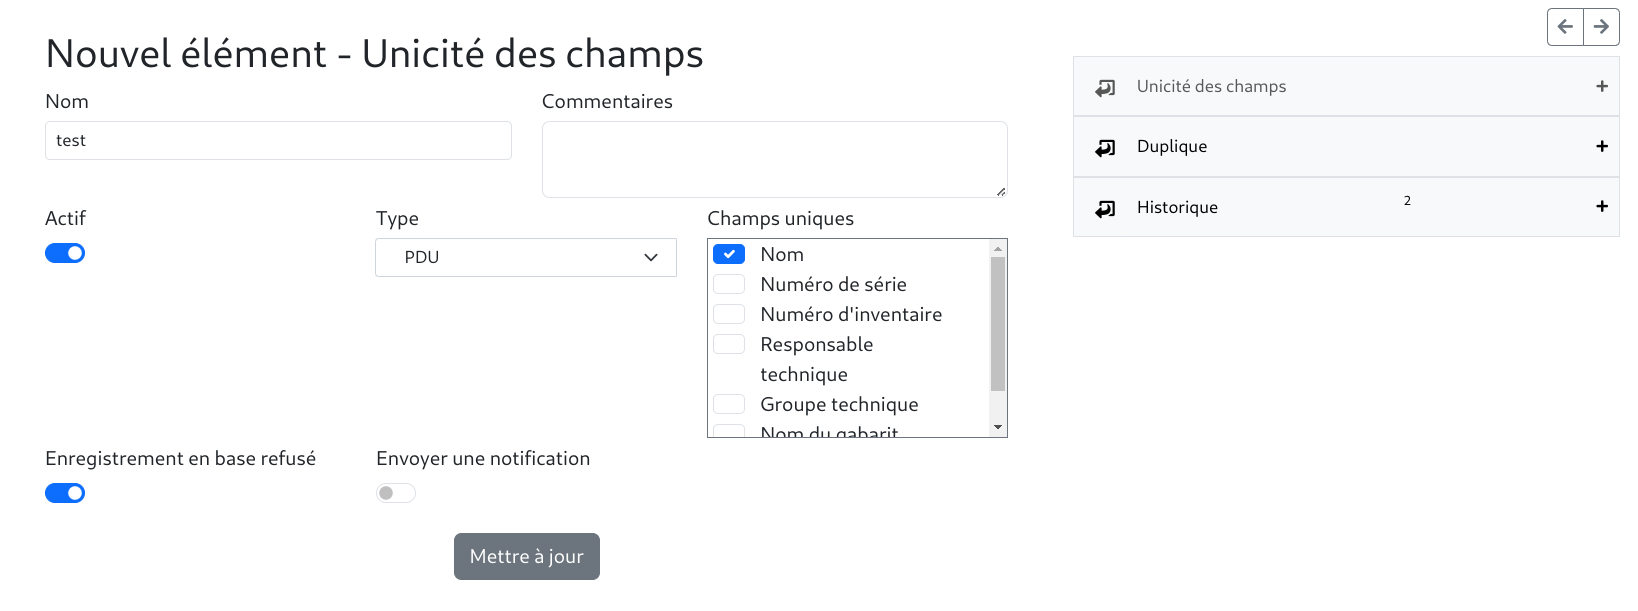 Nouvel élément - Unicité des champs
Nom
Commentaires
test
Actif
Type
Champs uniques
PDU
Nom
Numéro de série
Numéro d'inventaire
Responsable
technique
Groupe technique
Nom du gabarit
Enregistrement en base refusé
Envoyer une notification
Mettre à jour
Unicité des champs
Duplique
Historique 2